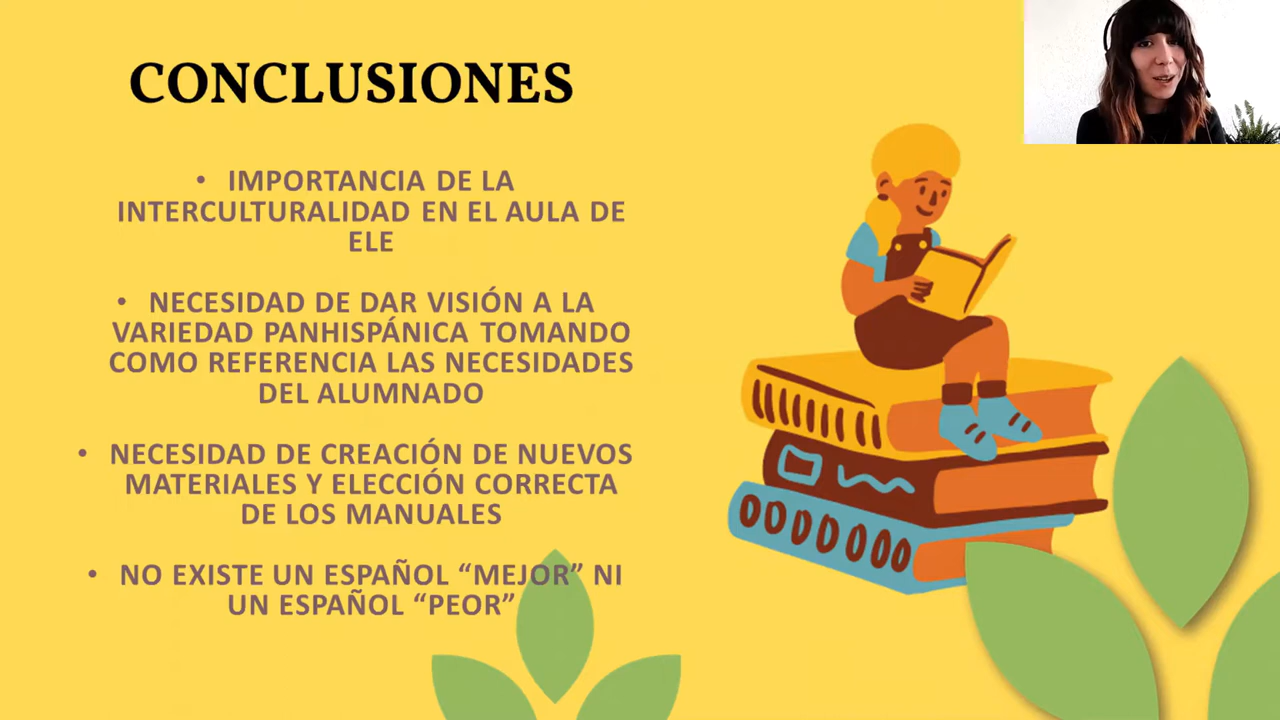 CONCLUSIONES
• IMPORTANCIA DE LA
INTERCULTURALIDAD EN EL AULA DE
ELE
• NECESIDAD DE DAR VISIÓN A LA
VARIEDAD PANHISPÁNICA TOMANDO
COMO REFERENCIA LAS NECESIDADES
DEL ALUMNADO
• NECESIDAD DE CREACIÓN DE NUEVOS
MATERIALES Y ELECCIÓN CORRECTA
DE LOS MANUALES
• NO EXISTE UN ESPAÑOL “MEJOR” NI
UN ESPAÑOL “PEOR”